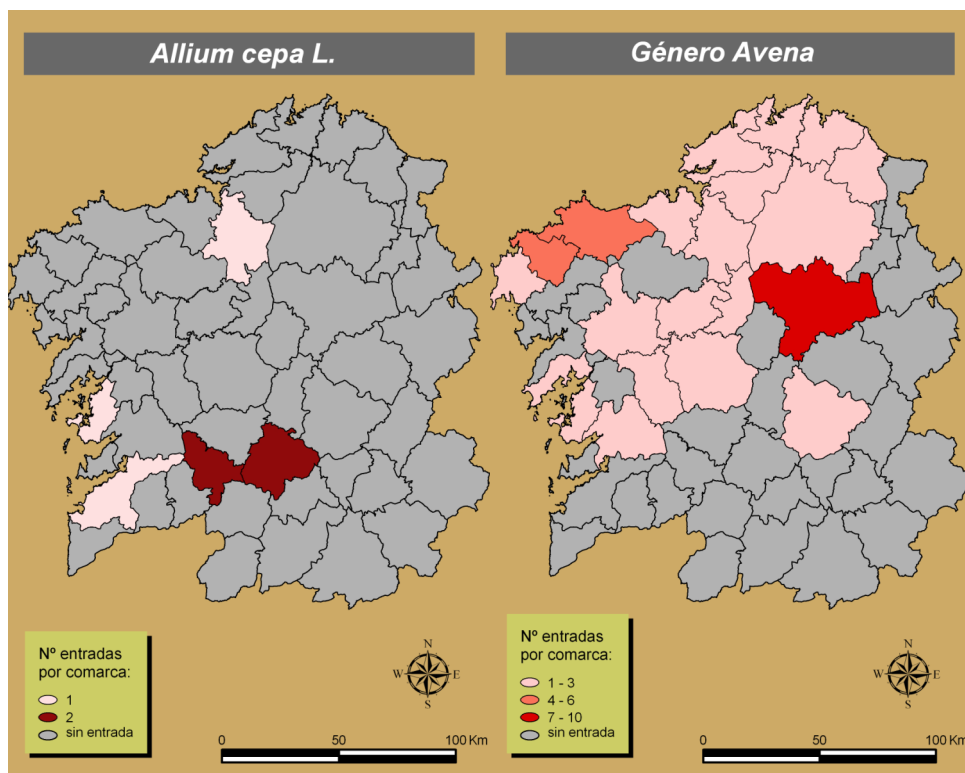 Allium cepa L.
Nº entradas
por comarca:
1
2
sin entrada
N
W
E
S
0
50
100 Km
Género Avena
Nº entradas
por comarca:
1 - 3
4 - 6
7 - 10
sin entrada
N
W
E
S
0
50
100 Km